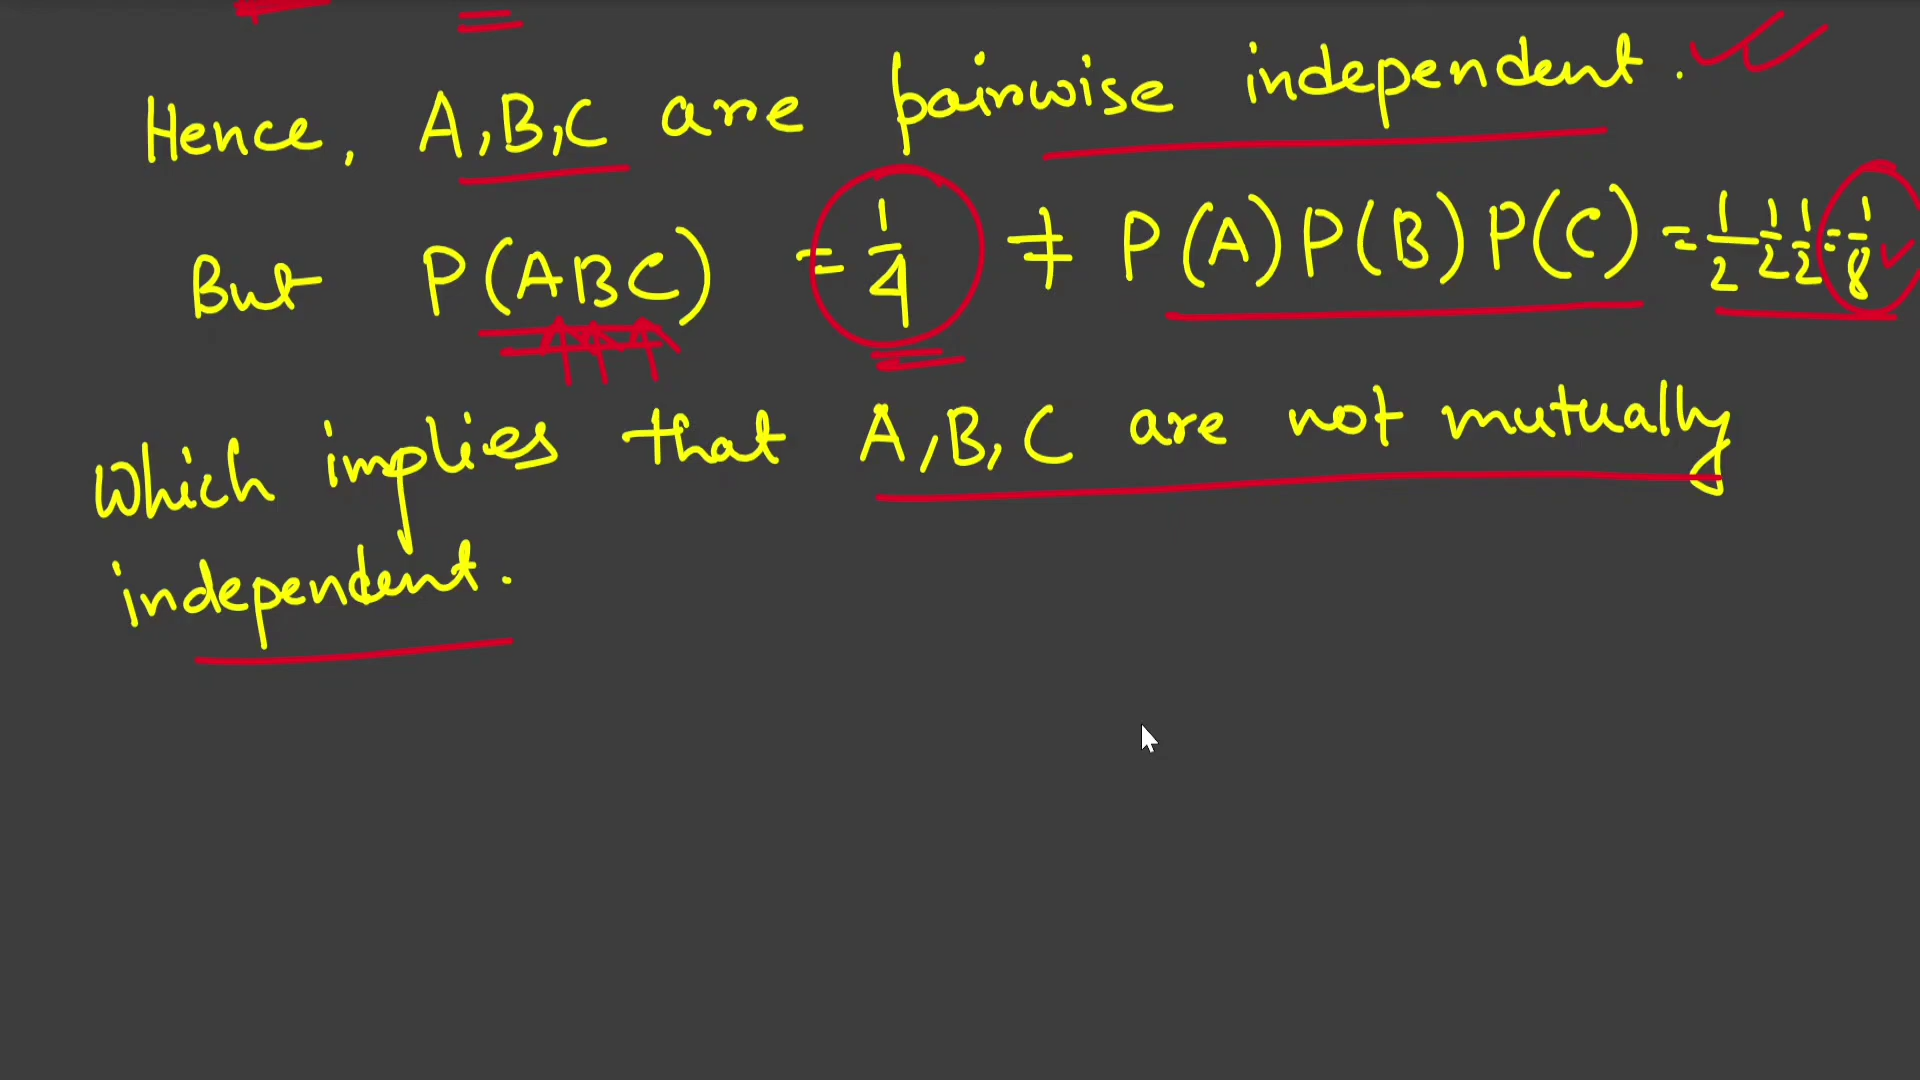 Hence, A,B,C are pairwise independent.
But P(ABC) = 1/4 ≠ P(A)P(B)P(C) = 1/2 1/2 1/2 = 1/8
Which implies that A,B,C are not mutually
independent.